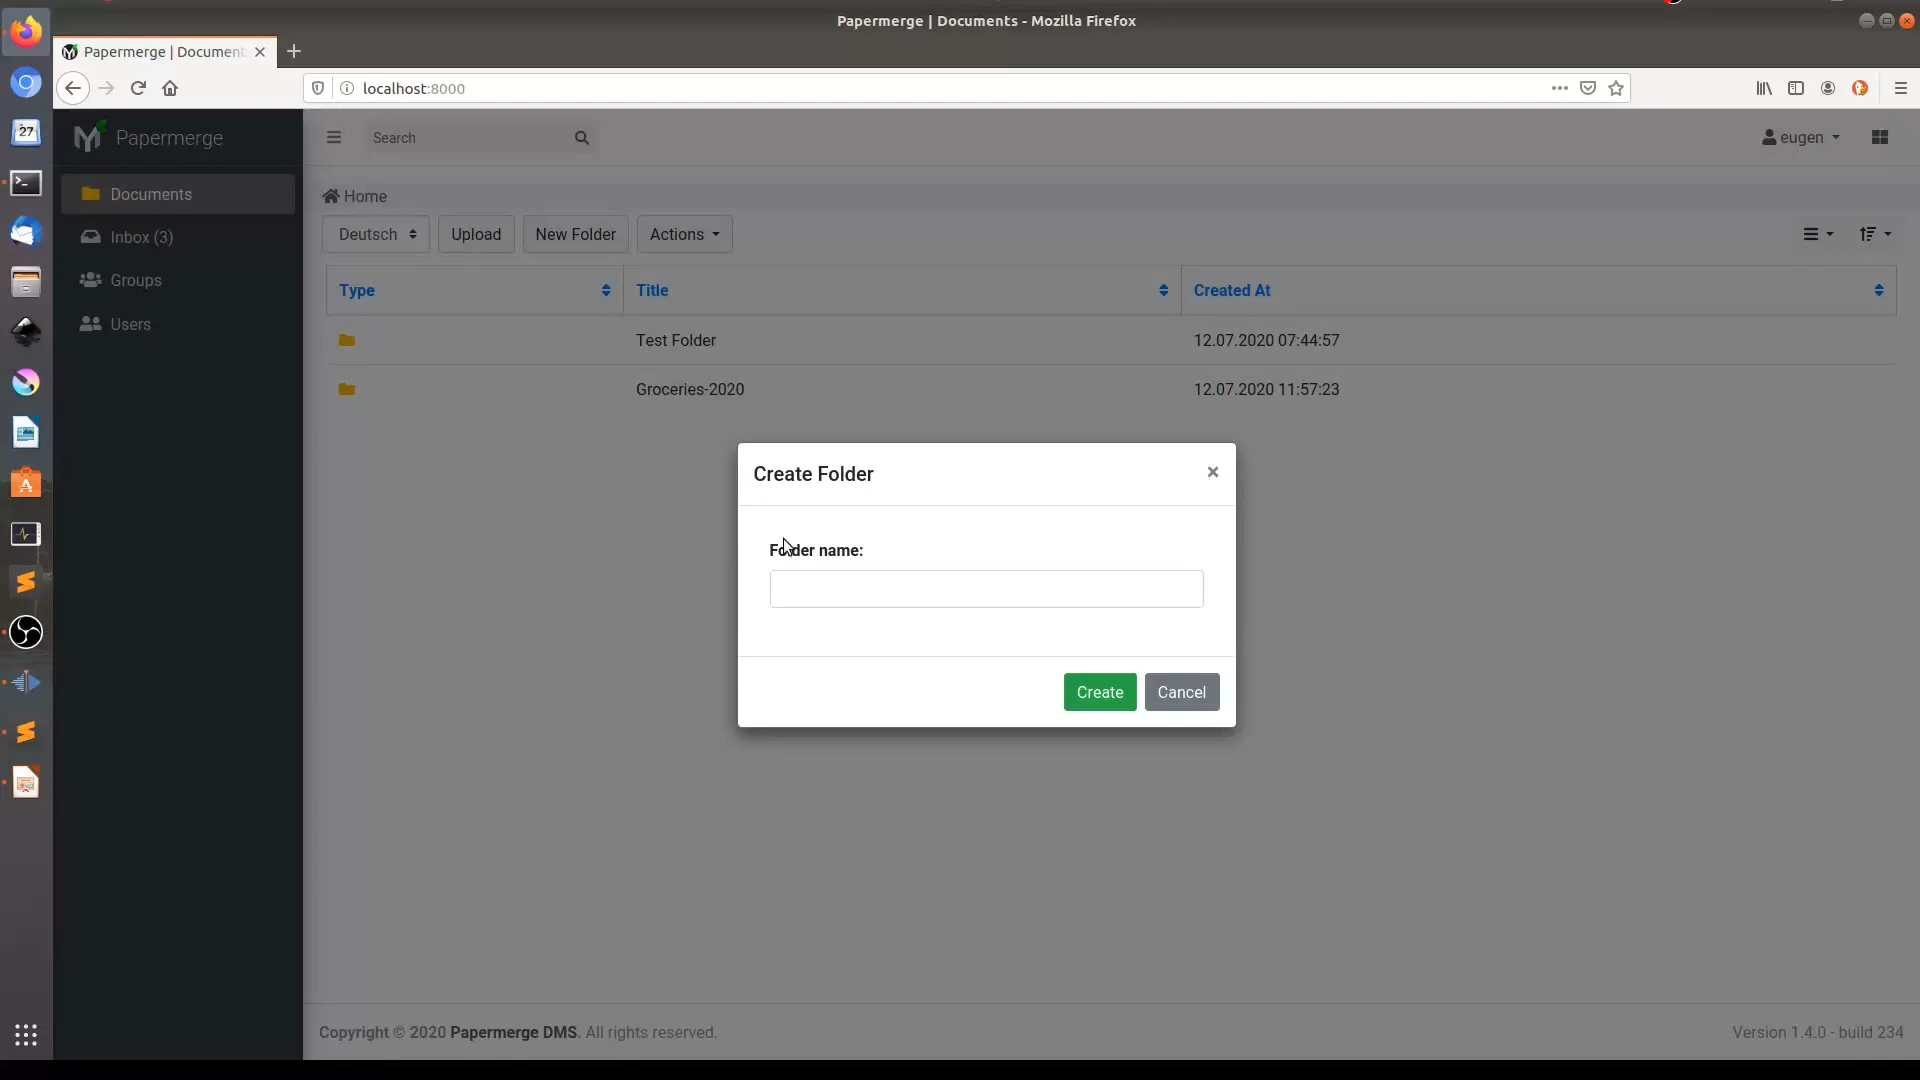 Papermerge | Documents - Mozilla Firefox
Papermerge | Document
localhost:8000
27
Papermerge
Search
eugen
Documents
Inbox (3)
Groups
Users
Home
Deutsch
Upload
New Folder
Actions
Type
Title
Created At
Test Folder
12.07.2020 07:44:57
Groceries-2020
12.07.2020 11:57:23
Create Folder
×
Folder name:
Create
Cancel
Copyright © 2020 Papermerge DMS. All rights reserved.
Version 1.4.0 - build 234